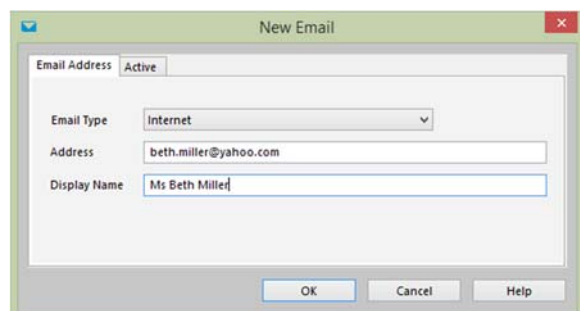 New Email
Email Address Active
Email Type Internet
Address beth.miller@yahoo.com
Display Name Ms Beth Miller
OK Cancel Help